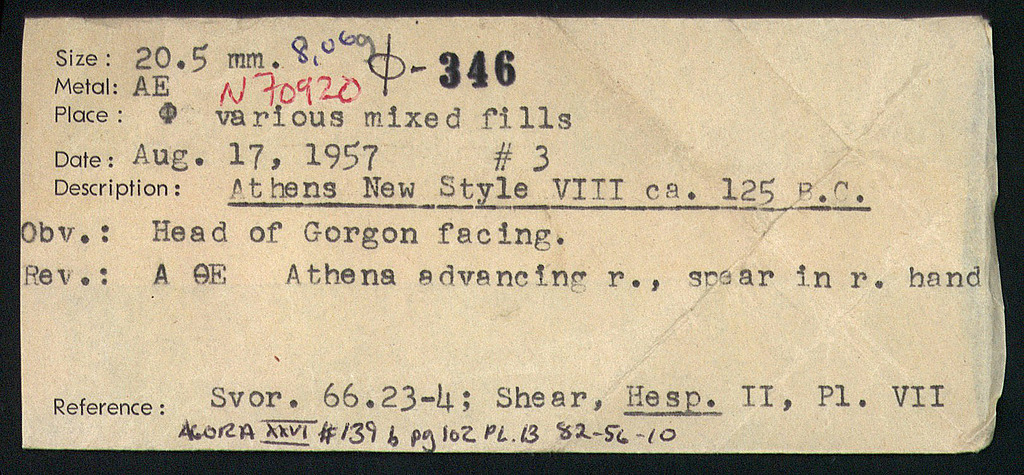 Size: 20.5 mm. 8,06g Φ-346
Metal: AE N70920
Place: Φ various mixed fills
Date: Aug. 17, 1957 # 3
Description: Athens New Style VIII ca. 125 B.C.
Obv.: Head of Gorgon facing.
Rev.: A ΘE Athena advancing r., spear in r. hand
Reference: Svor. 66.23-4; Shear, Hesp. II, Pl. VII
AGORA XXVI #139 b pg 102 PL. 13 82-56-10